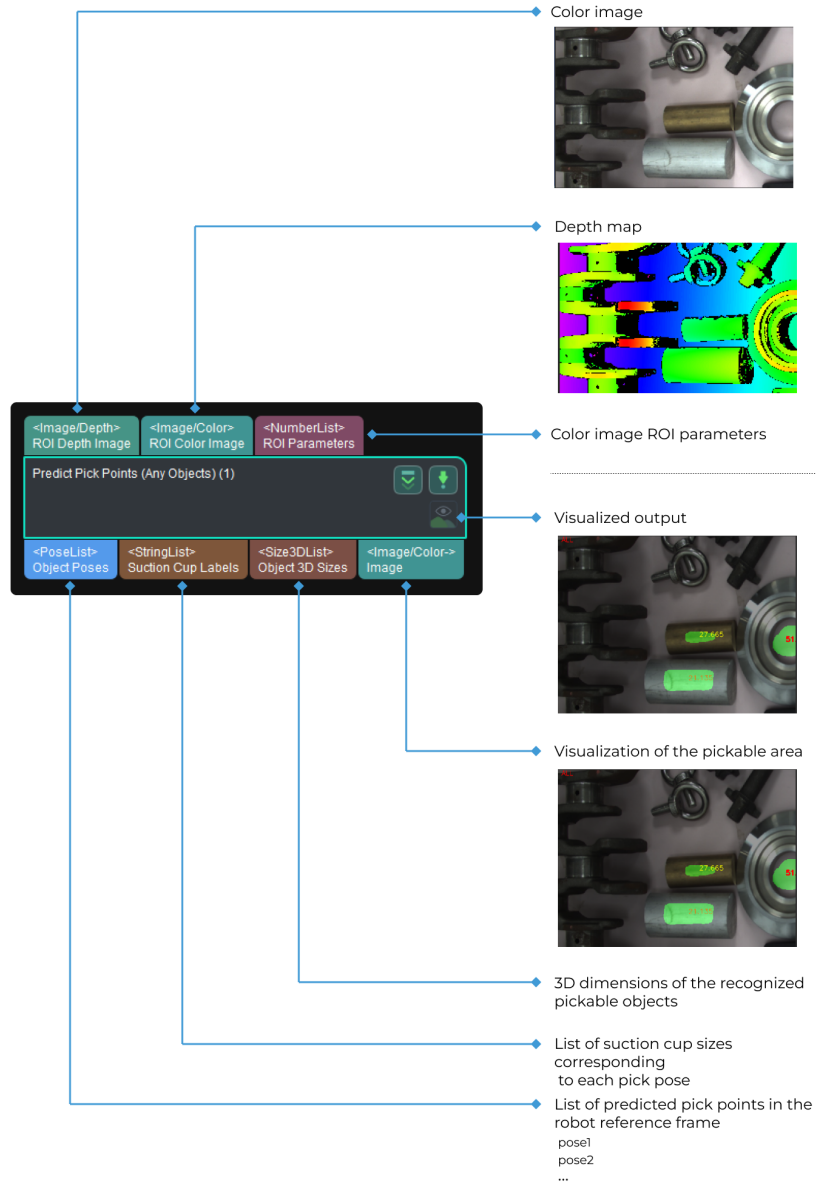 Color image
Depth map
<Image/Depth>
ROI Depth Image
<Image/Color>
ROI Color Image
<NumberList>
ROI Parameters
Color image ROI parameters
Predict Pick Points (Any Objects) (1)
Visualized output
<PoseList>
Object Poses
<StringList>
Suction Cup Labels
<Size3DList>
Object 3D Sizes
<Image/Color->
Image
27.665
51
Visualization of the pickable area
27.665
51
3D dimensions of the recognized
pickable objects
List of suction cup sizes
corresponding
to each pick pose
List of predicted pick points in the
robot reference frame
pose1
pose2
...